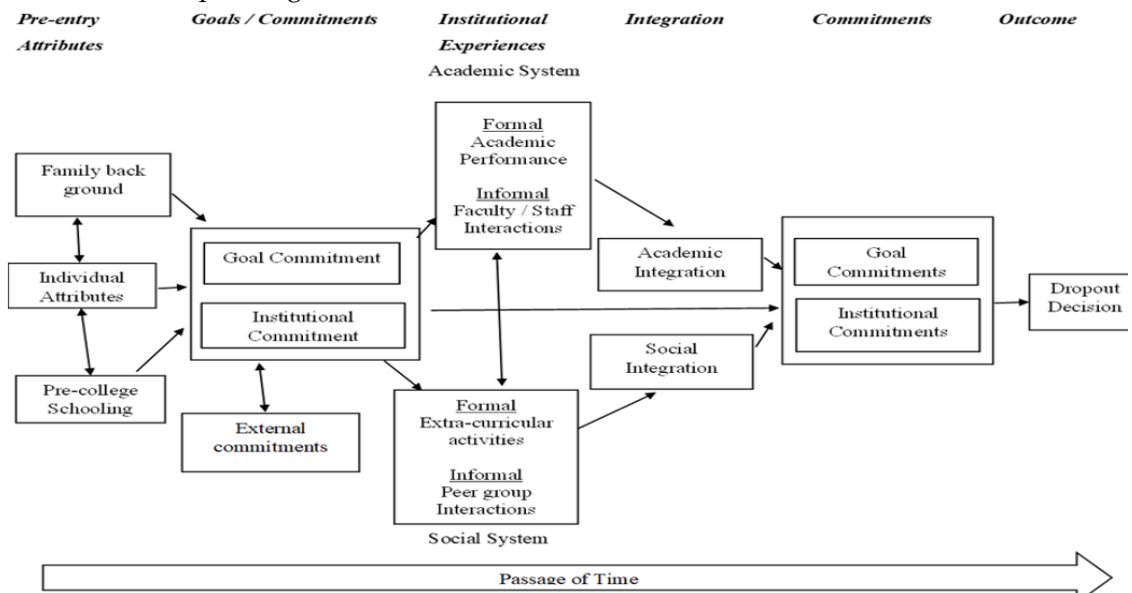 Pre-entry
Attributes
Goals / Commitments
Institutional
Experiences
Integration
Commitments
Outcome
Academic System
Formal
Academic
Performance
Informal
Faculty / Staff
Interactions
Family back
ground
Individual
Attributes
Pre-college
Schooling
Goal Commitment
Institutional
Commitment
External
commitments
Formal
Extra-curricular
activities
Informal
Peer group
Interactions
Social System
Academic
Integration
Social
Integration
Goal
Commitments
Institutional
Commitments
Dropout
Decision
Passage of Time